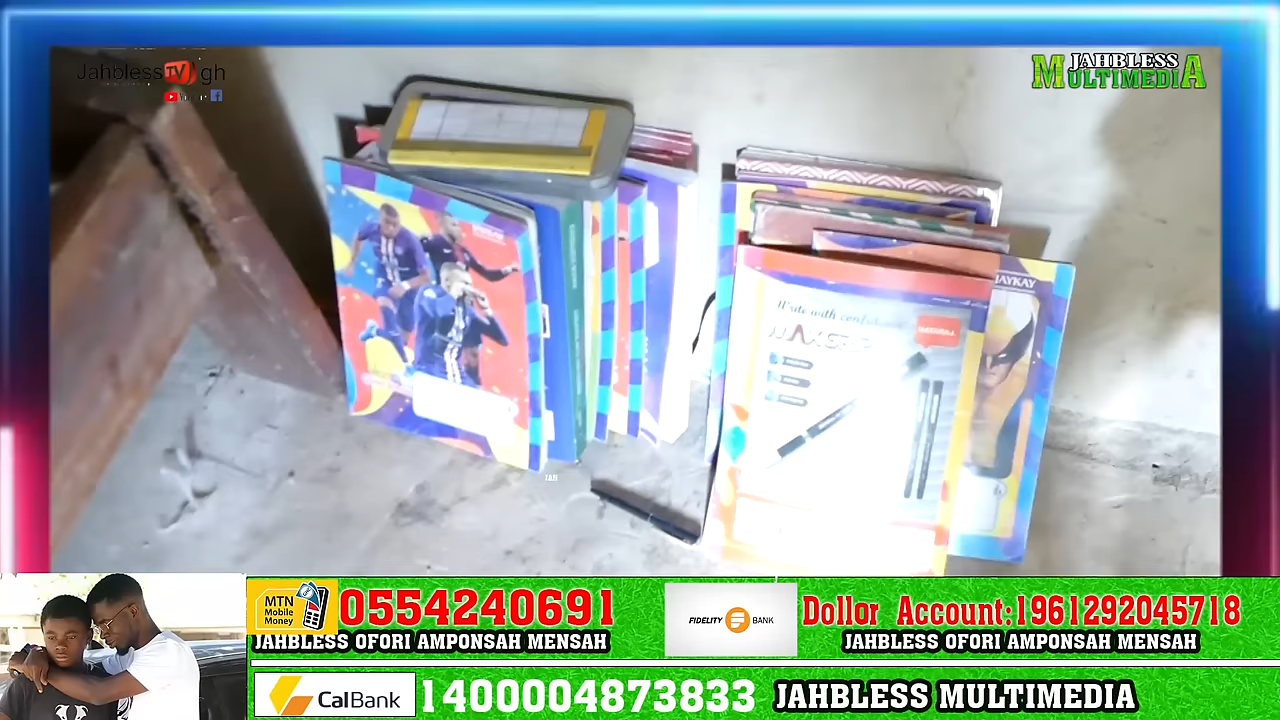 JahblessTV gh
JAHBLESS
MULTIMEDIA
JAYKAY
Write with confidence
JAH
MTN
Mobile
Money
0554240691
JAHBLESS OFORI AMPONSAH MENSAH
FIDELITY BANK
Dollor Account:1961292045718
JAHBLESS OFORI AMPONSAH MENSAH
CalBank
1400004873833 JAHBLESS MULTIMEDIA